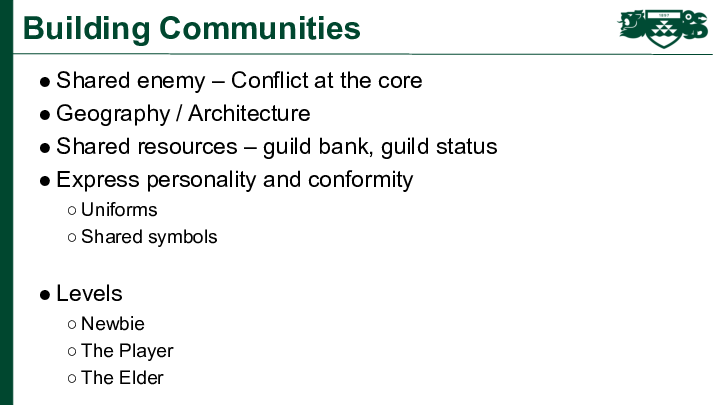 Building Communities
● Shared enemy – Conflict at the core
● Geography / Architecture
● Shared resources – guild bank, guild status
● Express personality and conformity
○ Uniforms
○ Shared symbols
● Levels
○ Newbie
○ The Player
○ The Elder